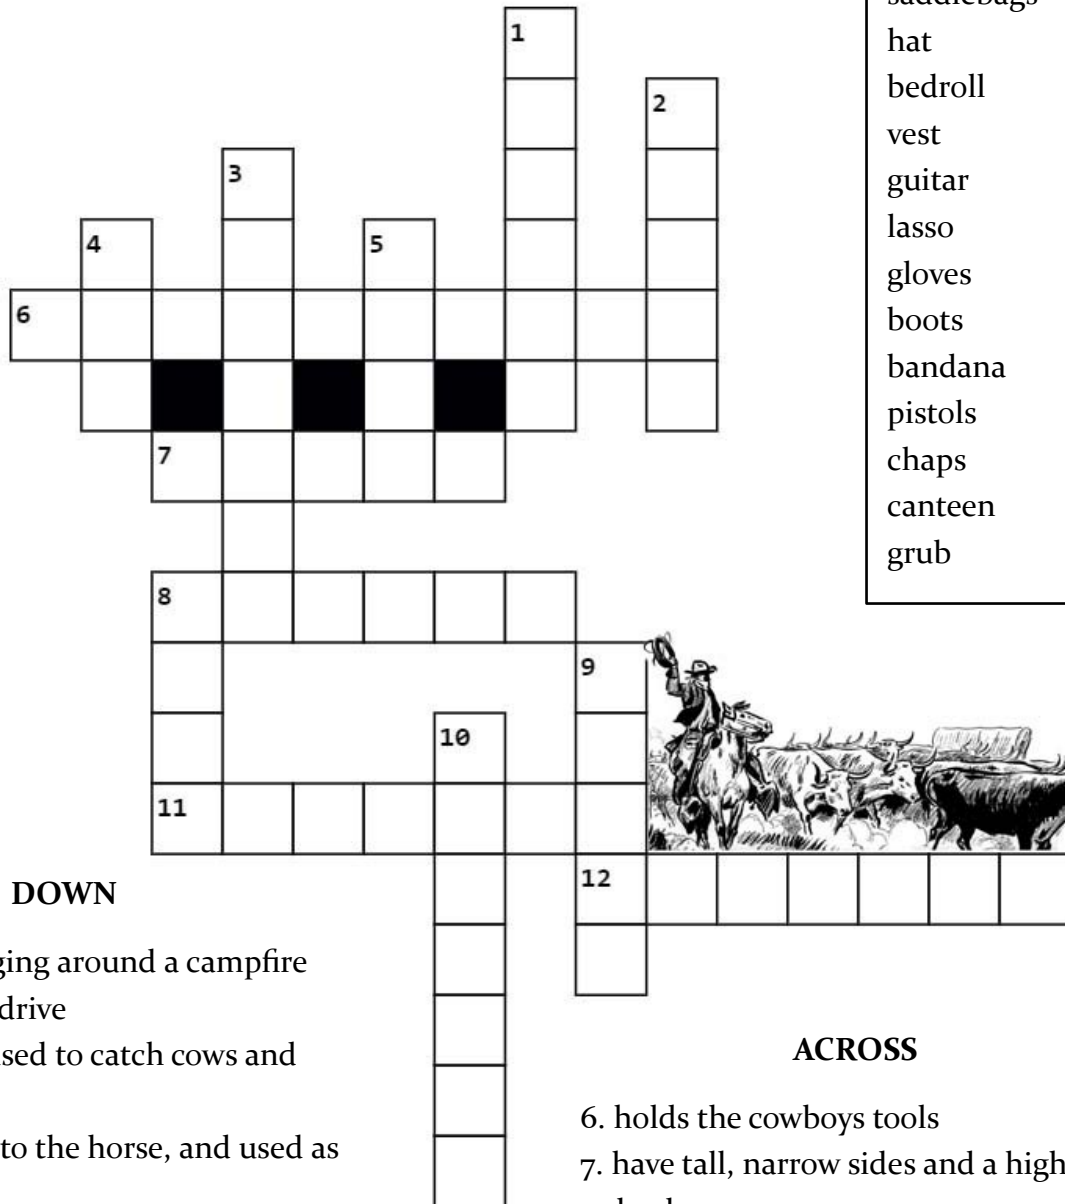 1
2
3
4
5
6
7
8
9
10
11
12
saddlebags
hat
bedroll
vest
guitar
lasso
gloves
boots
bandana
pistols
chaps
canteen
grub
DOWN
around a campfire
drive
to catch cows and
to the horse, and used as
ACROSS
6. holds the cowboys tools
7. have tall, narrow sides and a high